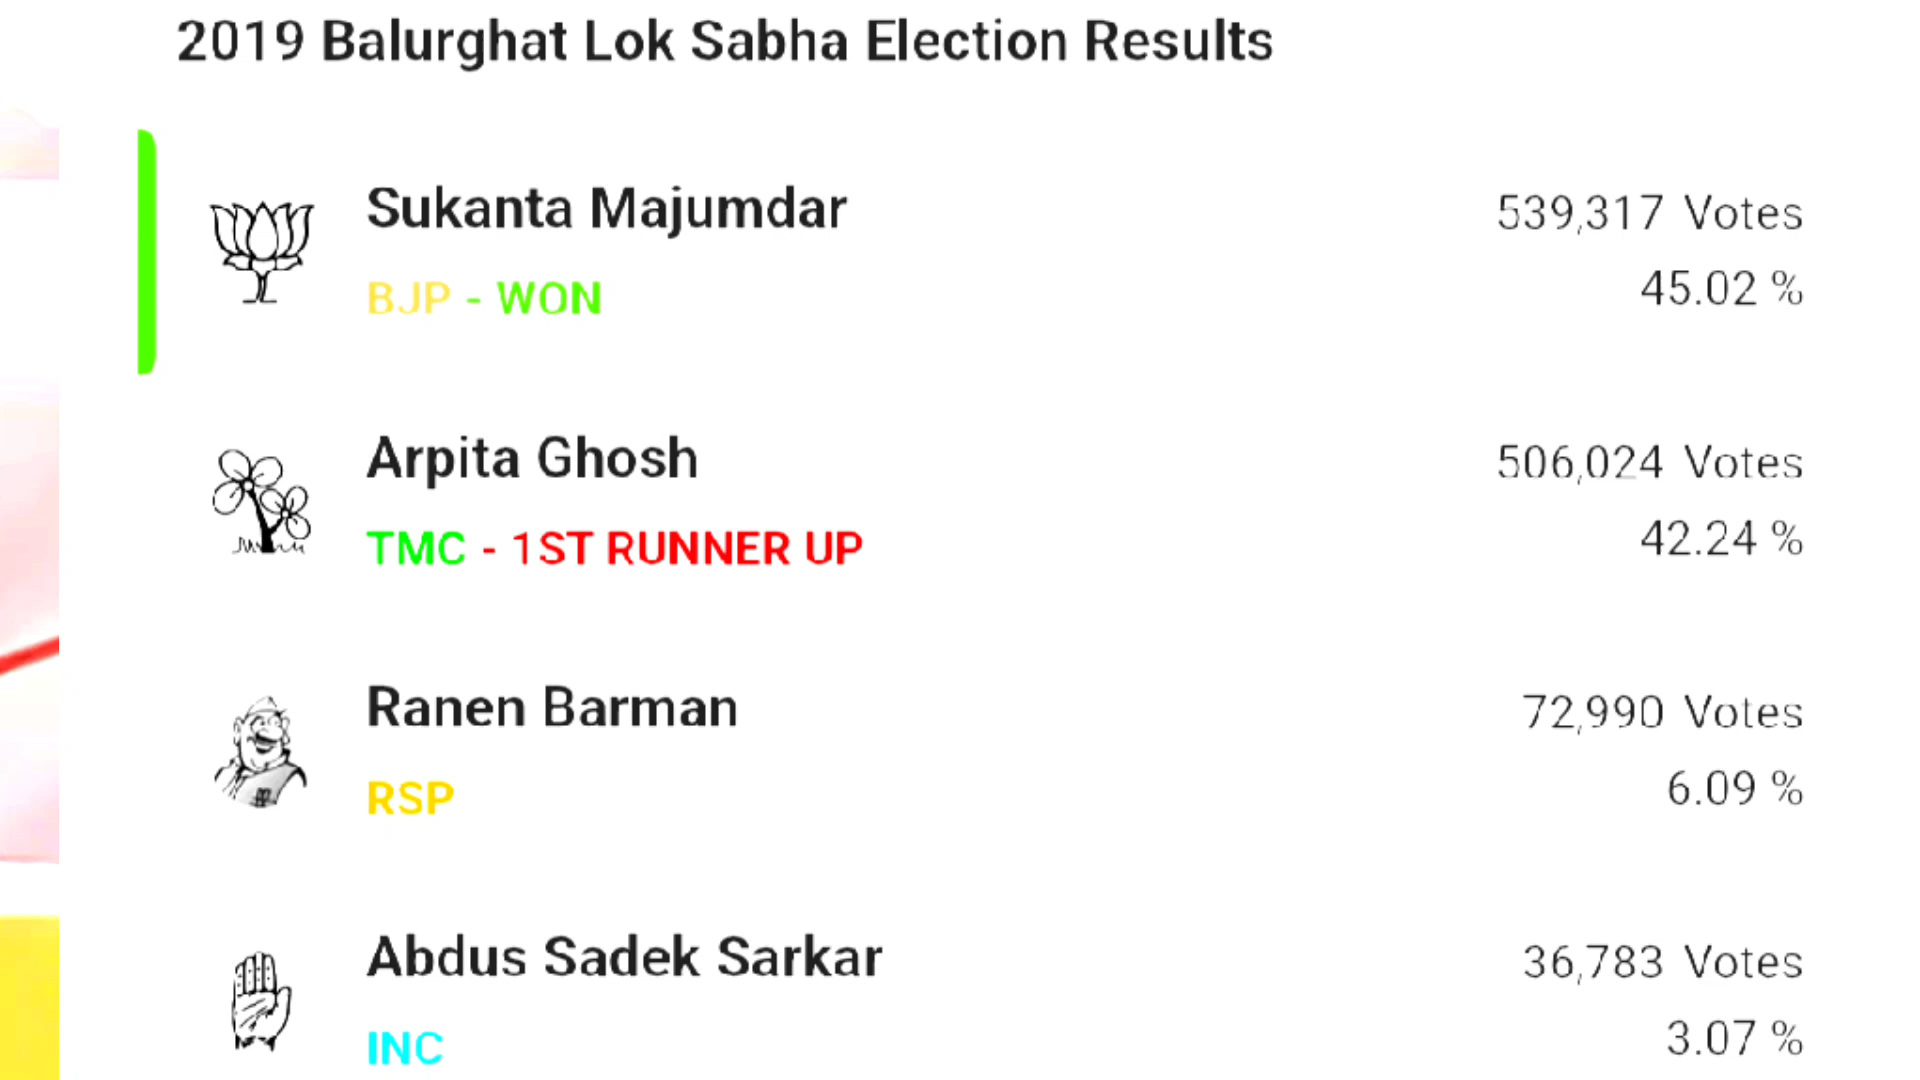 2019 Balurghat Lok Sabha Election Results
Sukanta Majumdar
539,317 Votes
BJP - WON
45.02 %
Arpita Ghosh
506,024 Votes
TMC - 1ST RUNNER UP
42.24 %
Ranen Barman
72,990 Votes
RSP
6.09 %
Abdus Sadek Sarkar
36,783 Votes
INC
3.07 %